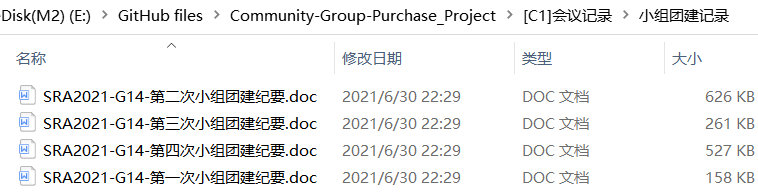 -Disk(M2) (E:) > GitHub files > Community-Group-Purchase_Project > [C1]会议记录 > 小组团建记录
名称 修改日期 类型 大小
SRA2021-G14-第二次小组团建纪要.doc 2021/6/30 22:29 DOC 文档 626 KB
SRA2021-G14-第三次小组团建纪要.doc 2021/6/30 22:29 DOC 文档 261 KB
SRA2021-G14-第四次小组团建纪要.doc 2021/6/30 22:29 DOC 文档 527 KB
SRA2021-G14-第一次小组团建纪要.doc 2021/6/30 22:29 DOC 文档 158 KB